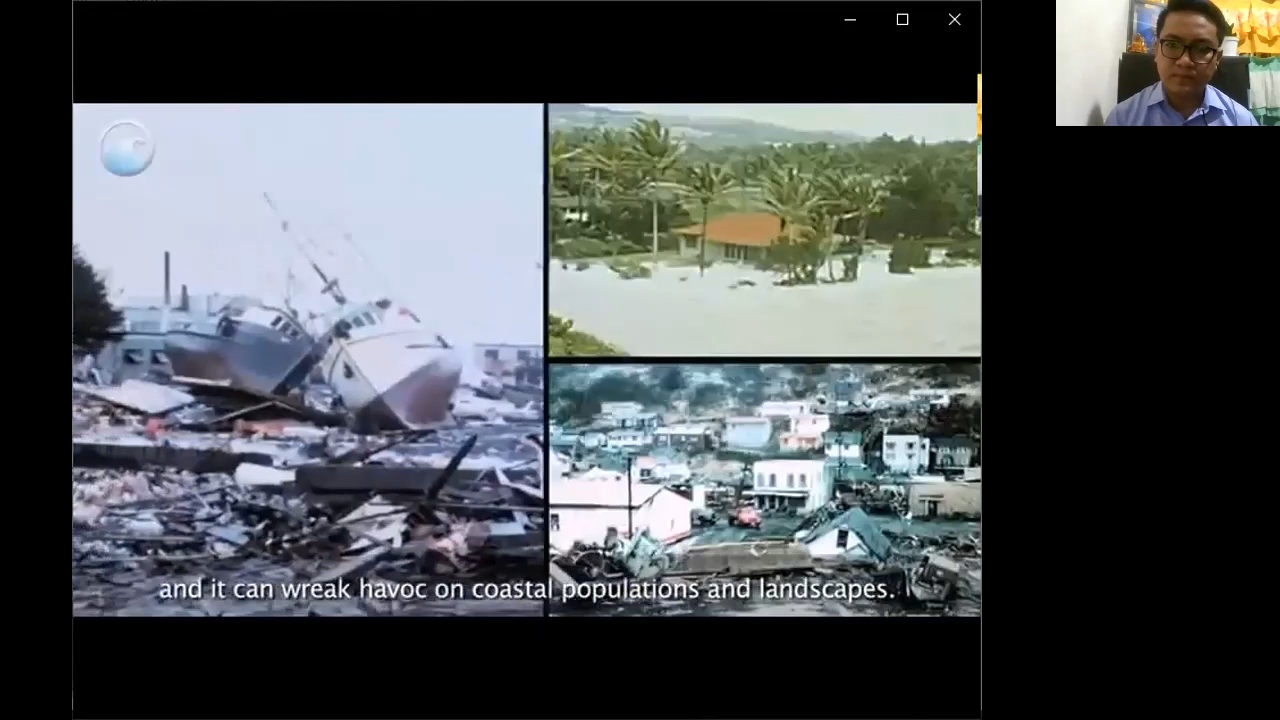 and it can wreak havoc on coastal populations and landscapes.